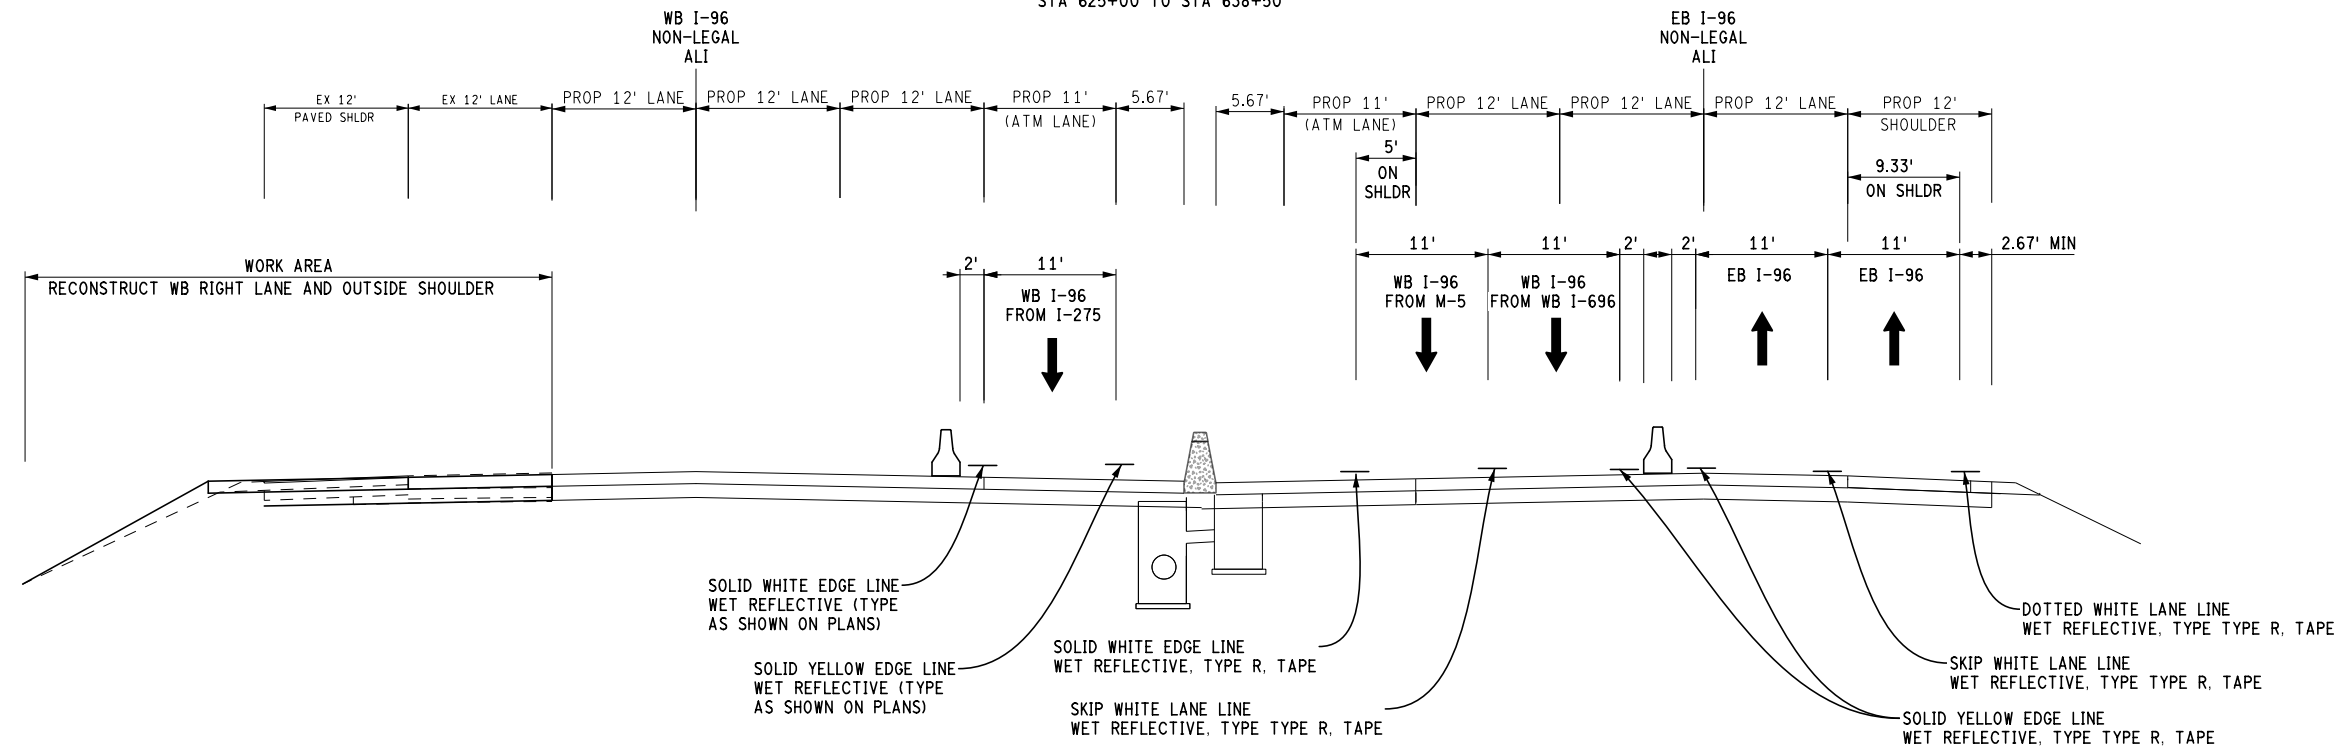 STA 625+00 TO STA 638+50
WB I-96
NON-LEGAL
ALI
EB I-96
NON-LEGAL
ALI
EX 12'
PAVED SHLDR
EX 12' LANE
PROP 12' LANE
PROP 12' LANE
PROP 12' LANE
PROP 11'
(ATM LANE)
5.67'
5.67'
PROP 11'
(ATM LANE)
PROP 12' LANE
PROP 12' LANE
PROP 12' LANE
PROP 12'
SHOULDER
5'
ON
SHLDR
9.33'
ON SHLDR
WORK AREA
RECONSTRUCT WB RIGHT LANE AND OUTSIDE SHOULDER
2'
11'
WB I-96
FROM I-275
11'
WB I-96
FROM M-5
11'
WB I-96
FROM WB I-696
2'
2'
11'
EB I-96
11'
EB I-96
2.67' MIN
SOLID WHITE EDGE LINE
WET REFLECTIVE (TYPE
AS SHOWN ON PLANS)
SOLID YELLOW EDGE LINE
WET REFLECTIVE (TYPE
AS SHOWN ON PLANS)
SOLID WHITE EDGE LINE
WET REFLECTIVE, TYPE R, TAPE
SKIP WHITE LANE LINE
WET REFLECTIVE, TYPE TYPE R, TAPE
DOTTED WHITE LANE LINE
WET REFLECTIVE, TYPE TYPE R, TAPE
SKIP WHITE LANE LINE
WET REFLECTIVE, TYPE TYPE R, TAPE
SOLID YELLOW EDGE LINE
WET REFLECTIVE, TYPE TYPE R, TAPE